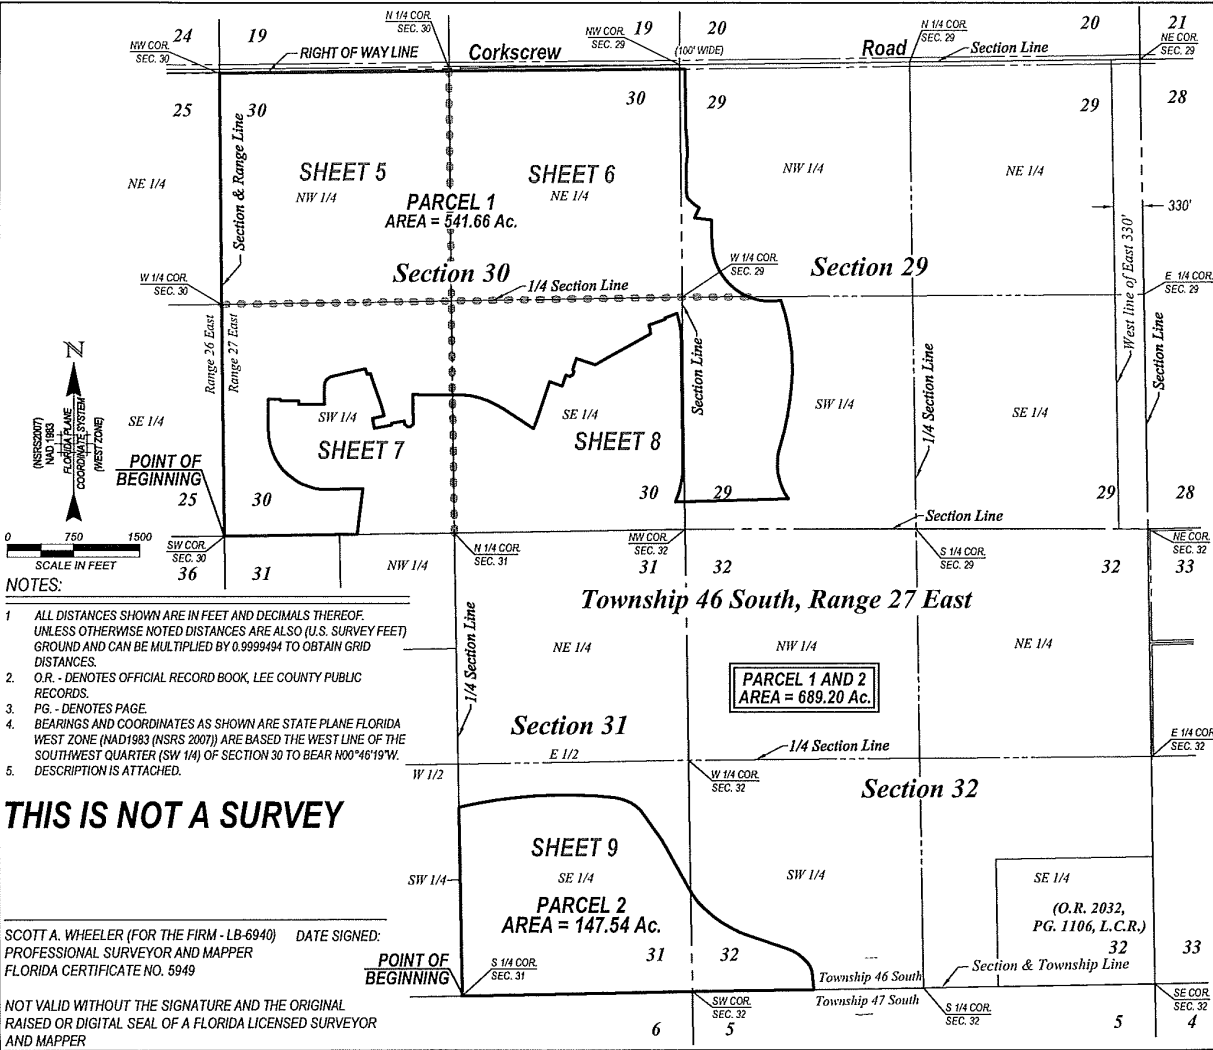 24
19
N 1/4 COR.
SEC. 30
NW COR.
SEC. 29
19
20
N 1/4 COR.
SEC. 29
20
21
NE COR.
SEC. 29
NW COR.
SEC. 30
RIGHT OF WAY LINE
Corkscrew
(100' WIDE)
Road
Section Line
25
30
30
29
29
28
Section & Range Line
NE 1/4
SHEET 5
NW 1/4
SHEET 6
NE 1/4
NW 1/4
NE 1/4
PARCEL 1
AREA = 541.66 Ac.
330'
West line of East 330'
W 1/4 COR.
SEC. 30
Section 30
1/4 Section Line
W 1/4 COR.
SEC. 29
Section 29
E 1/4 COR.
SEC. 29
Range 26 East
Range 27 East
Section Line
1/4 Section Line
Section Line
N
(NSRS2007)
NAD 1983
FLORIDA PLANE
COORDINATE SYSTEM
(WEST ZONE)
SE 1/4
SW 1/4
SHEET 7
SE 1/4
SHEET 8
SW 1/4
SE 1/4
POINT OF
BEGINNING
25
30
30
29
29
28
Section Line
0 750 1500
SCALE IN FEET
SW COR.
SEC. 30
N 1/4 COR.
SEC. 31
NW COR.
SEC. 32
S 1/4 COR.
SEC. 29
NE COR.
SEC. 32
36
31
NW 1/4
31
32
32
33
Township 46 South, Range 27 East
NOTES:
1 ALL DISTANCES SHOWN ARE IN FEET AND DECIMALS THEREOF.
UNLESS OTHERWISE NOTED DISTANCES ARE ALSO (U.S. SURVEY FEET)
GROUND AND CAN BE MULTIPLIED BY 0.9999494 TO OBTAIN GRID
DISTANCES.
2. O.R. - DENOTES OFFICIAL RECORD BOOK, LEE COUNTY PUBLIC
RECORDS.
3. PG. - DENOTES PAGE.
4. BEARINGS AND COORDINATES AS SHOWN ARE STATE PLANE FLORIDA
WEST ZONE (NAD1983 (NSRS 2007)) ARE BASED THE WEST LINE OF THE
SOUTHWEST QUARTER (SW 1/4) OF SECTION 30 TO BEAR N00°46'19"W.
5. DESCRIPTION IS ATTACHED.
NE 1/4
NW 1/4
NE 1/4
1/4 Section Line
PARCEL 1 AND 2
AREA = 689.20 Ac.
Section 31
E 1/2
W 1/2
1/4 Section Line
E 1/4 COR.
SEC. 32
W 1/4 COR.
SEC. 32
Section 32
THIS IS NOT A SURVEY
SHEET 9
SW 1/4
SE 1/4
SW 1/4
SE 1/4
PARCEL 2
AREA = 147.54 Ac.
(O.R. 2032,
PG. 1106, L.C.R.)
31
32
32
33
SCOTT A. WHEELER (FOR THE FIRM - LB-6940) DATE SIGNED:
PROFESSIONAL SURVEYOR AND MAPPER
FLORIDA CERTIFICATE NO. 5949
POINT OF
BEGINNING
S 1/4 COR.
SEC. 31
Township 46 South
Township 47 South
Section & Township Line
SW COR.
SEC. 32
S 1/4 COR.
SEC. 32
SE COR.
SEC. 32
6
5
5
4
NOT VALID WITHOUT THE SIGNATURE AND THE ORIGINAL
RAISED OR DIGITAL SEAL OF A FLORIDA LICENSED SURVEYOR
AND MAPPER